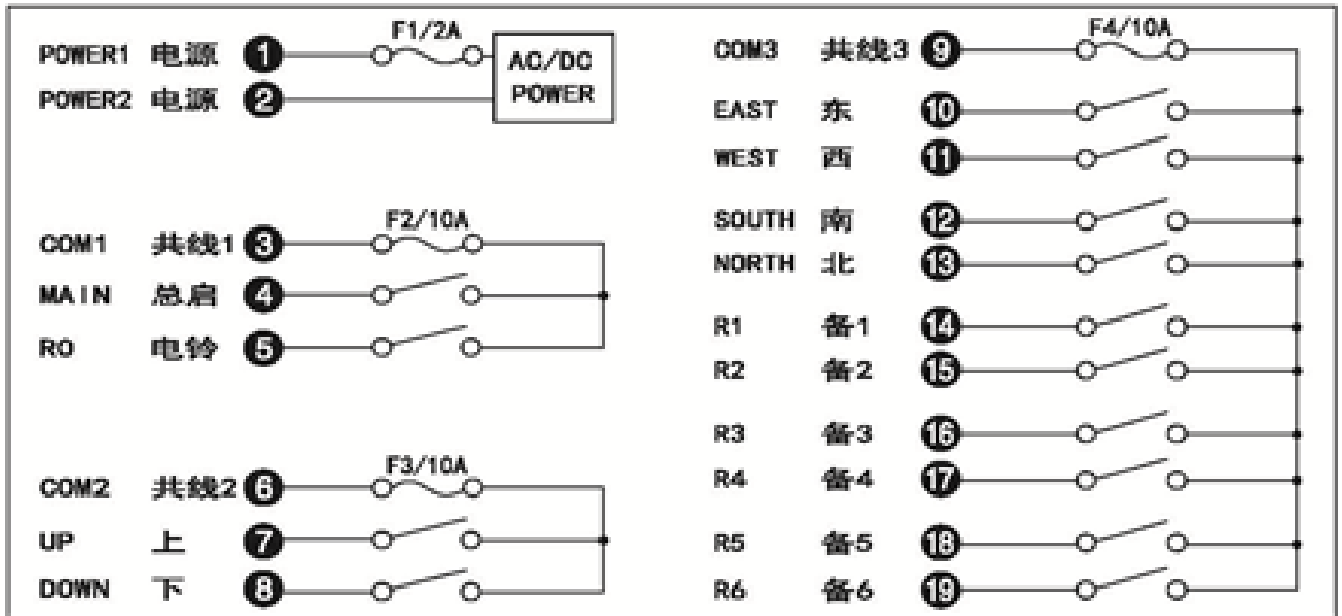 F1/2A
POWER1 电源 1
AC/DC
POWER2 电源 2
POWER
F2/10A
COM1 共线1 3
MAIN 总启 4
R0 电铃 5
F3/10A
COM2 共线2 6
UP 上 7
DOWN 下 8
F4/10A
COM3 共线3 9
EAST 东 10
WEST 西 11
SOUTH 南 12
NORTH 北 13
R1 备1 14
R2 备2 15
R3 备3 16
R4 备4 17
R5 备5 18
R6 备6 19